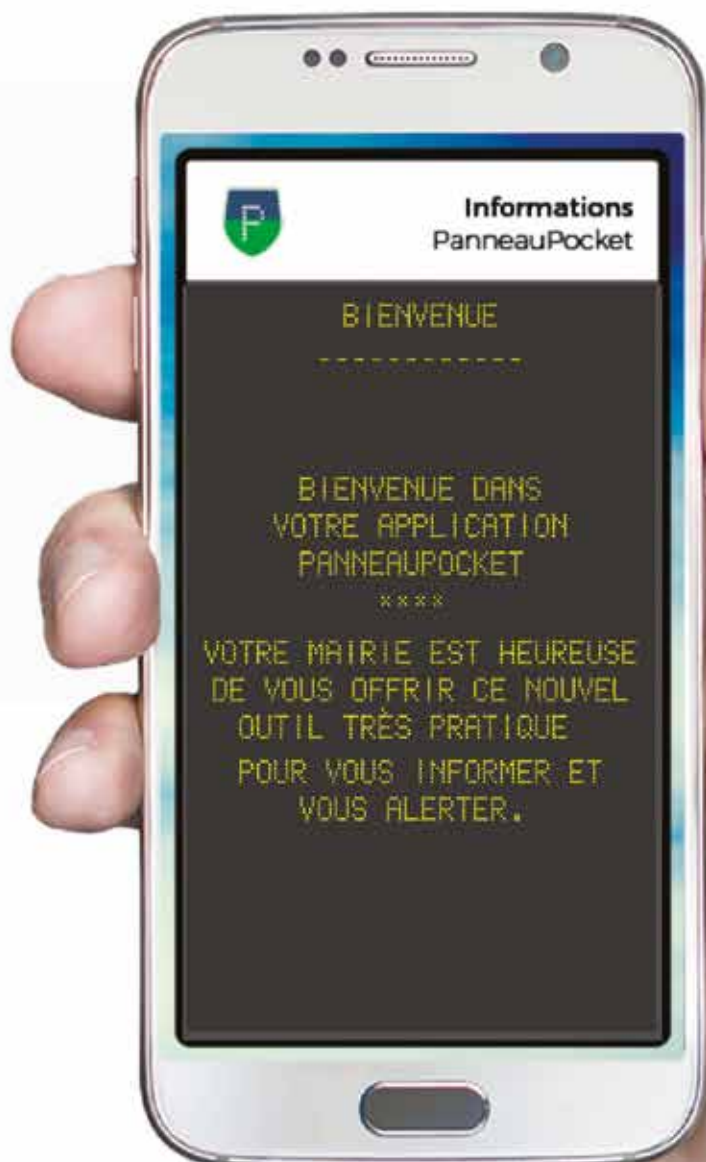 P
Informations
PanneauPocket
BIENVENUE
------------
BIENVENUE DANS
VOTRE APPLICATION
PANNEAUPOCKET
****
VOTRE MAIRIE EST HEUREUSE
DE VOUS OFFRIR CE NOUVEL
OUTIL TRÈS PRATIQUE
POUR VOUS INFORMER ET
VOUS ALERTER.